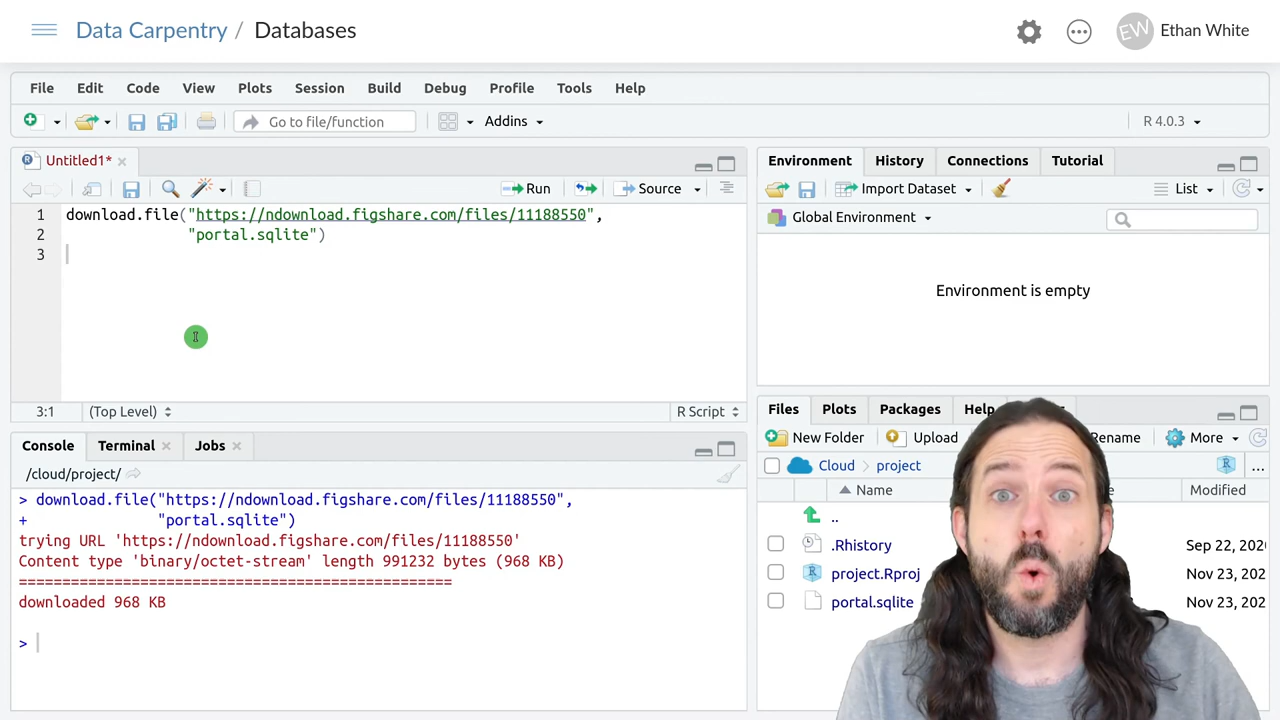 Data Carpentry / Databases
EW Ethan White
File Edit Code View Plots Session Build Debug Profile Tools Help
Go to file/function Addins R 4.0.3
Untitled1*
Run Source
1 download.file("https://ndownload.figshare.com/files/11188550",
2 "portal.sqlite")
3
3:1 (Top Level) R Script
Console Terminal Jobs
/cloud/project/
> download.file("https://ndownload.figshare.com/files/11188550",
+ "portal.sqlite")
trying URL 'https://ndownload.figshare.com/files/11188550'
Content type 'binary/octet-stream' length 991232 bytes (968 KB)
==================================================
downloaded 968 KB
>
Environment History Connections Tutorial
Import Dataset List
Global Environment
Environment is empty
Files Plots Packages Help
New Folder Upload Rename More
Cloud project ...
Name Modified
..
.Rhistory Sep 22, 202
project.Rproj Nov 23, 202
portal.sqlite Nov 23, 202